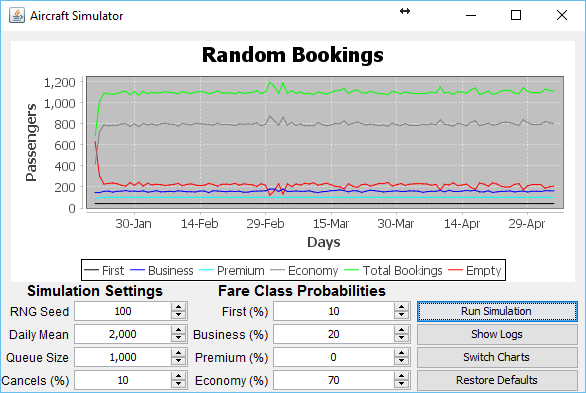 Aircraft Simulator
Random Bookings
Passengers
1,200
1,000
800
600
400
200
0
30-Jan 14-Feb 29-Feb 15-Mar 30-Mar 14-Apr 29-Apr
Days
First Business Premium Economy Total Bookings Empty
Simulation Settings Fare Class Probabilities
RNG Seed 100 First (%) 10 Run Simulation
Daily Mean 2,000 Business (%) 20 Show Logs
Queue Size 1,000 Premium (%) 0 Switch Charts
Cancels (%) 10 Economy (%) 70 Restore Defaults